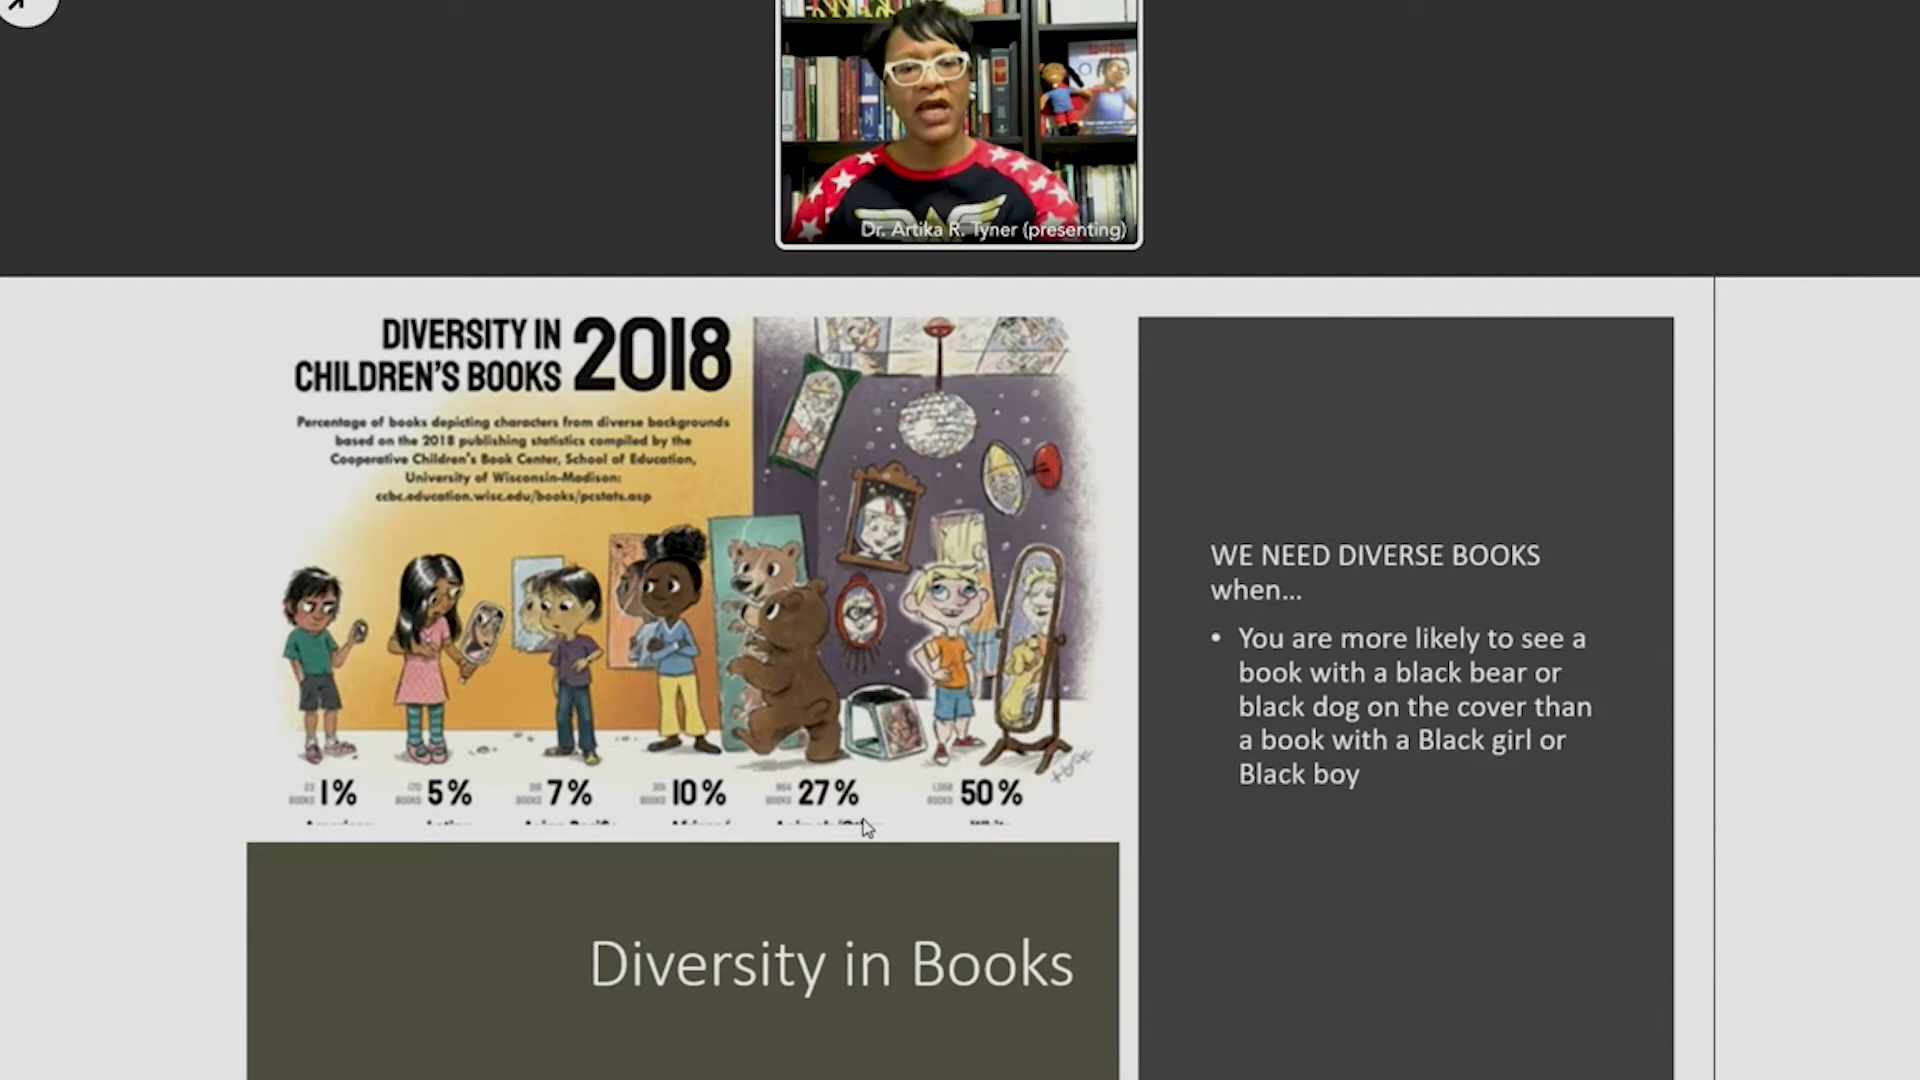 Dr. Artika R. Tyner (presenting)
DIVERSITY IN
CHILDREN'S BOOKS
2018
Percentage of books depicting characters from diverse backgrounds
based on the 2018 publishing statistics compiled by the
Cooperative Children's Book Center, School of Education,
University of Wisconsin-Madison:
ccbc.education.wisc.edu/books/pcstats.asp
1%
5%
7%
10%
27%
50%
WE NEED DIVERSE BOOKS
when...
• You are more likely to see a
book with a black bear or
black dog on the cover than
a book with a Black girl or
Black boy
Diversity in Books